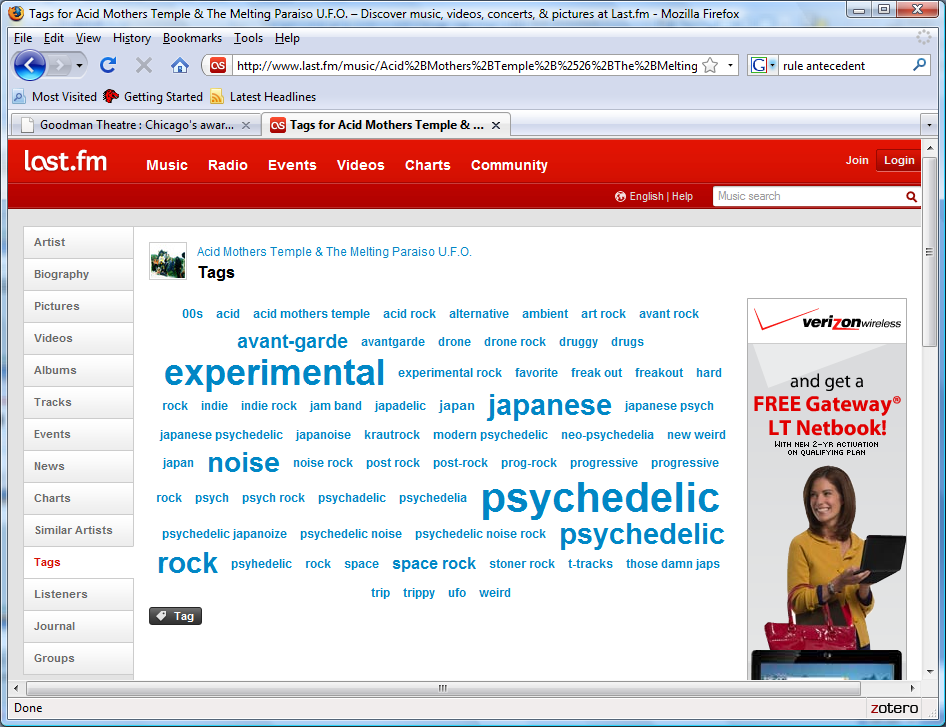 Tags for Acid Mothers Temple & The Melting Paraiso U.F.O. – Discover music, videos, concerts, & pictures at Last.fm - Mozilla Firefox
File Edit View History Bookmarks Tools Help
http://www.last.fm/music/Acid%2BMothers%2BTemple%2B%2526%2BThe%2BMelting
G rule antecedent
Most Visited Getting Started Latest Headlines
Goodman Theatre : Chicago's awar...
Tags for Acid Mothers Temple & ...
last.fm Music Radio Events Videos Charts Community Join Login
English | Help Music search
Artist
Biography
Pictures
Videos
Albums
Tracks
Events
News
Charts
Similar Artists
Tags
Listeners
Journal
Groups
Acid Mothers Temple & The Melting Paraiso U.F.O.
Tags
00s acid acid mothers temple acid rock alternative ambient art rock avant rock
avant-garde avantgarde drone drone rock druggy drugs
experimental experimental rock favorite freak out freakout hard
rock indie indie rock jam band japadelic japan japanese japanese psych
japanese psychedelic japanoise krautrock modern psychedelic neo-psychedelia new weird
japan noise noise rock post rock post-rock prog-rock progressive progressive
rock psych psych rock psychadelic psychedelia psychedelic
psychedelic japanoize psychedelic noise psychedelic noise rock psychedelic
rock psyhedelic rock space space rock stoner rock t-tracks those damn japs
trip trippy ufo weird
Tag
verizon wireless
and get a
FREE Gateway®
LT Netbook!
WITH NEW 2-YR ACTIVATION
ON QUALIFYING PLAN
Done
zotero